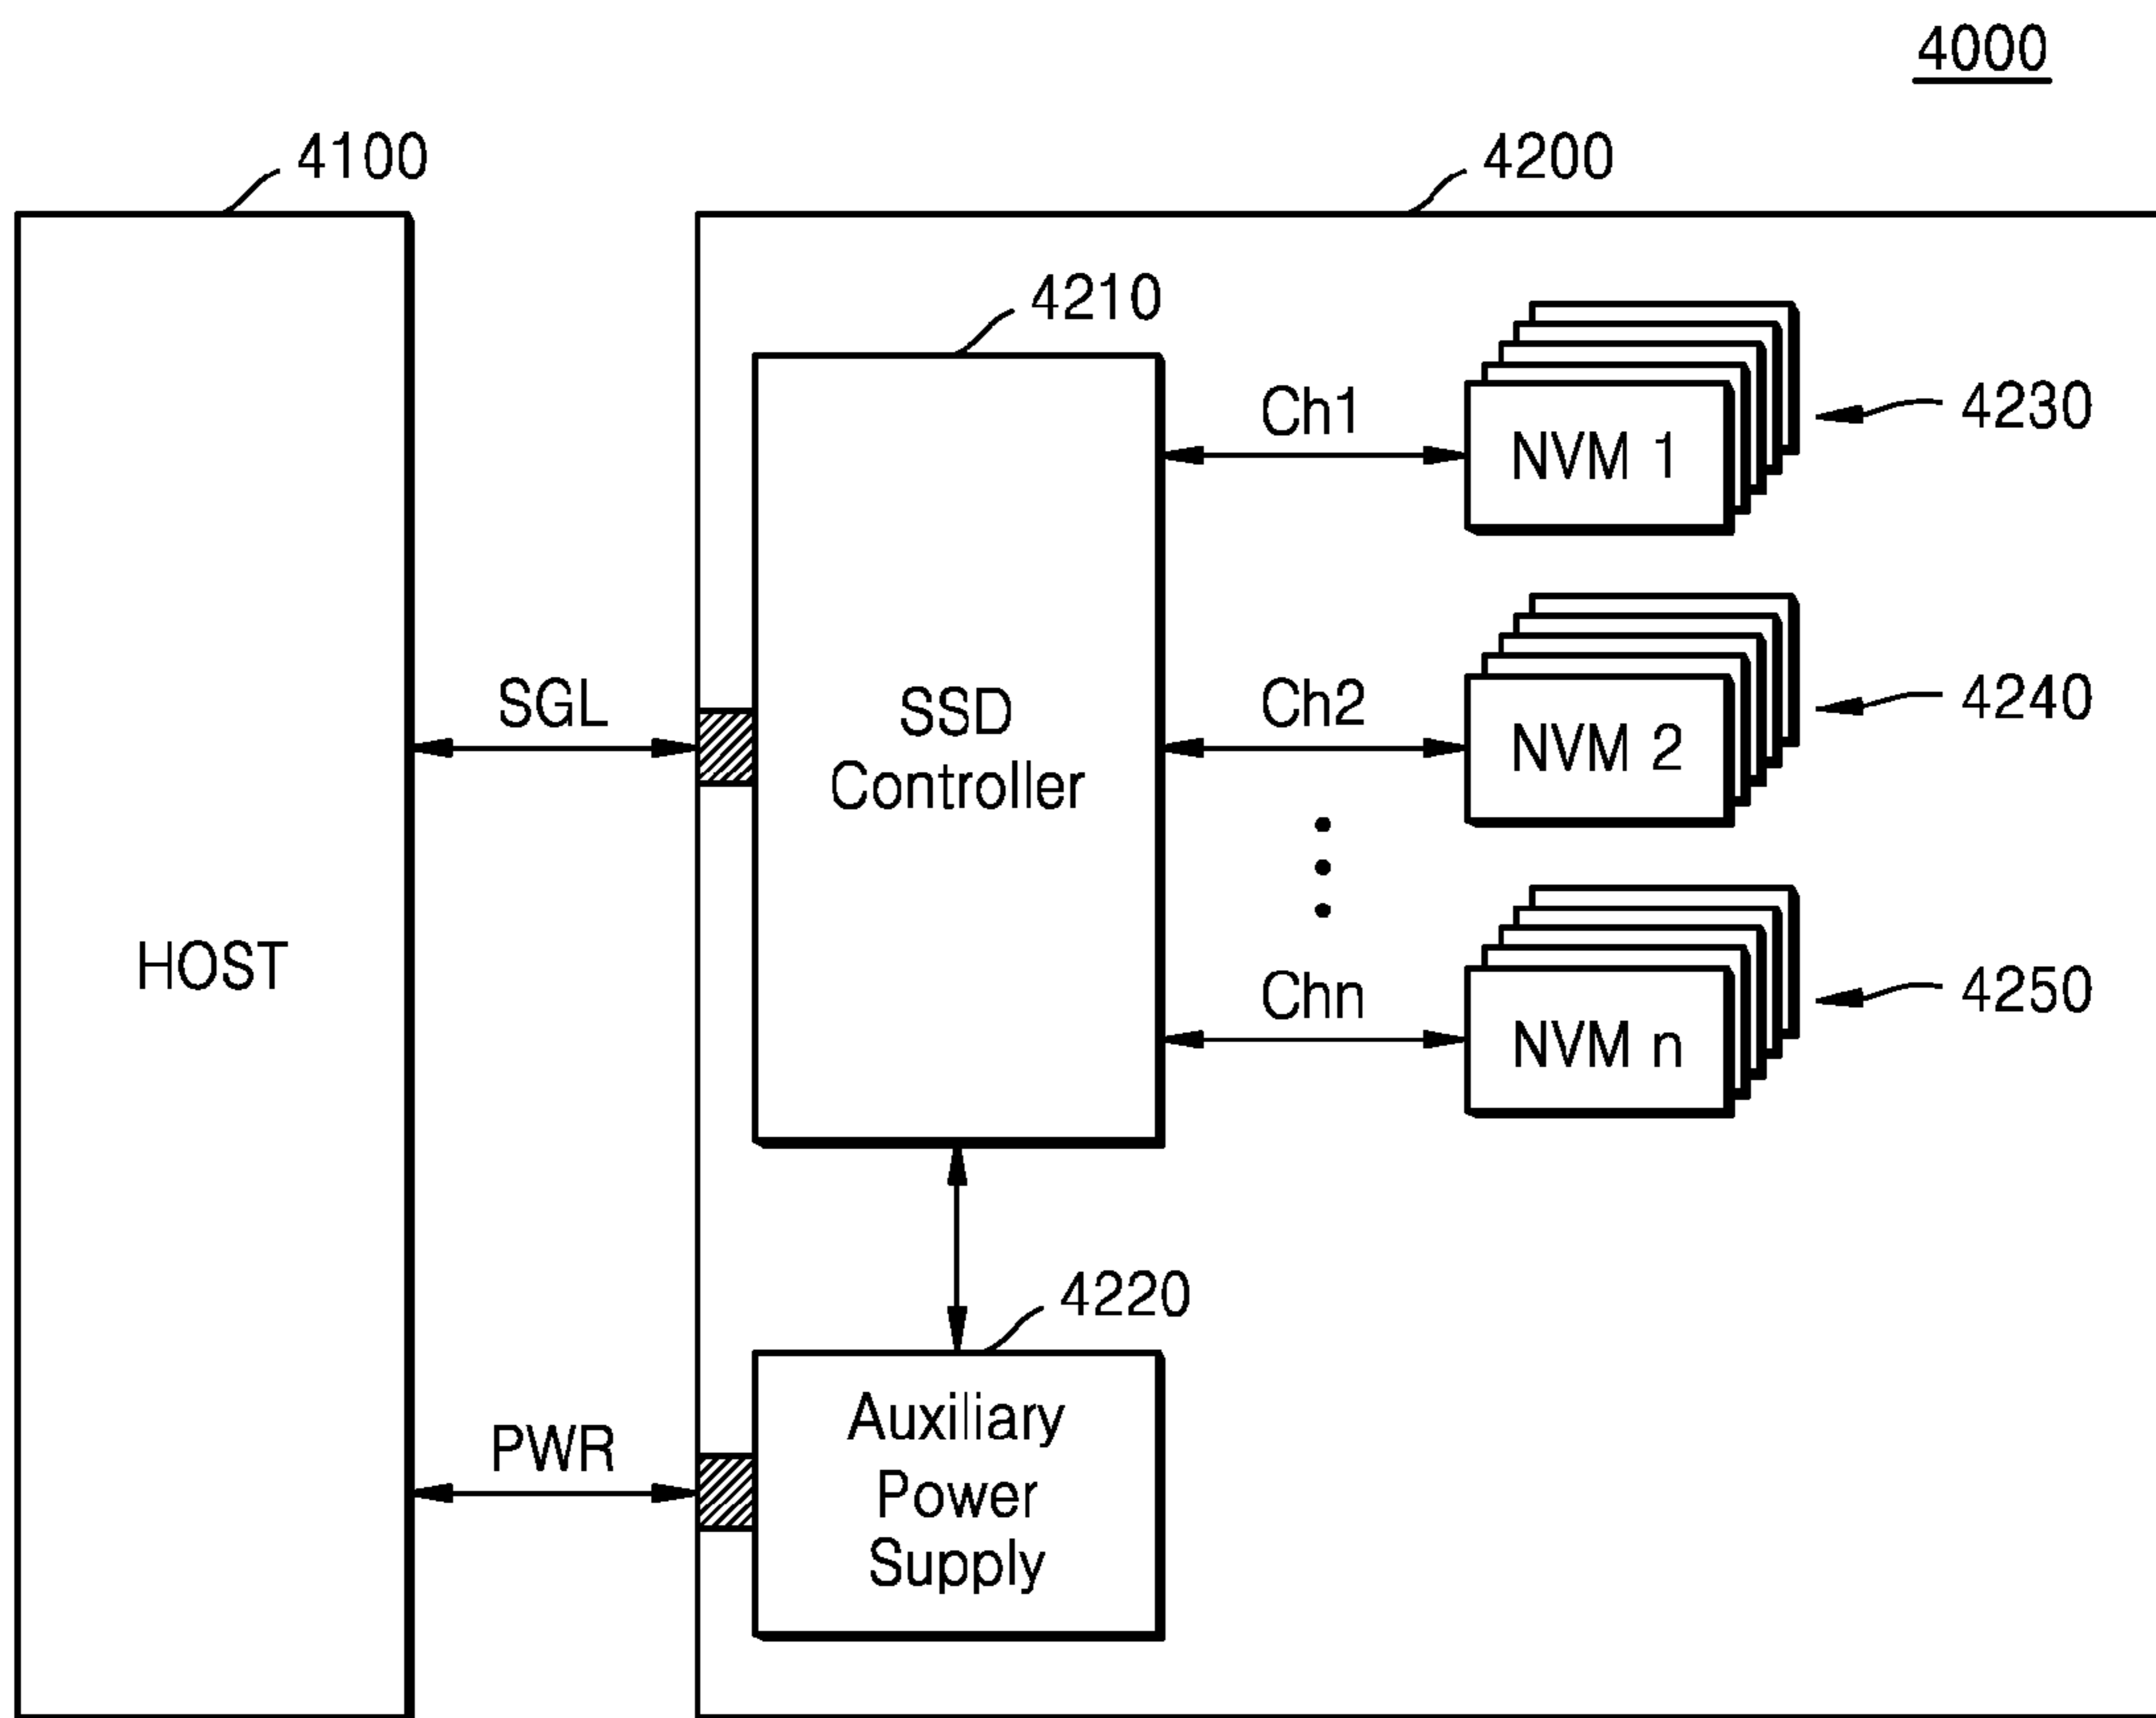 4000
4100
4200
4210
Ch1
NVM 1
4230
SGL
SSD
Controller
Ch2
NVM 2
4240
HOST
Chn
NVM n
4250
4220
PWR
Auxiliary
Power
Supply